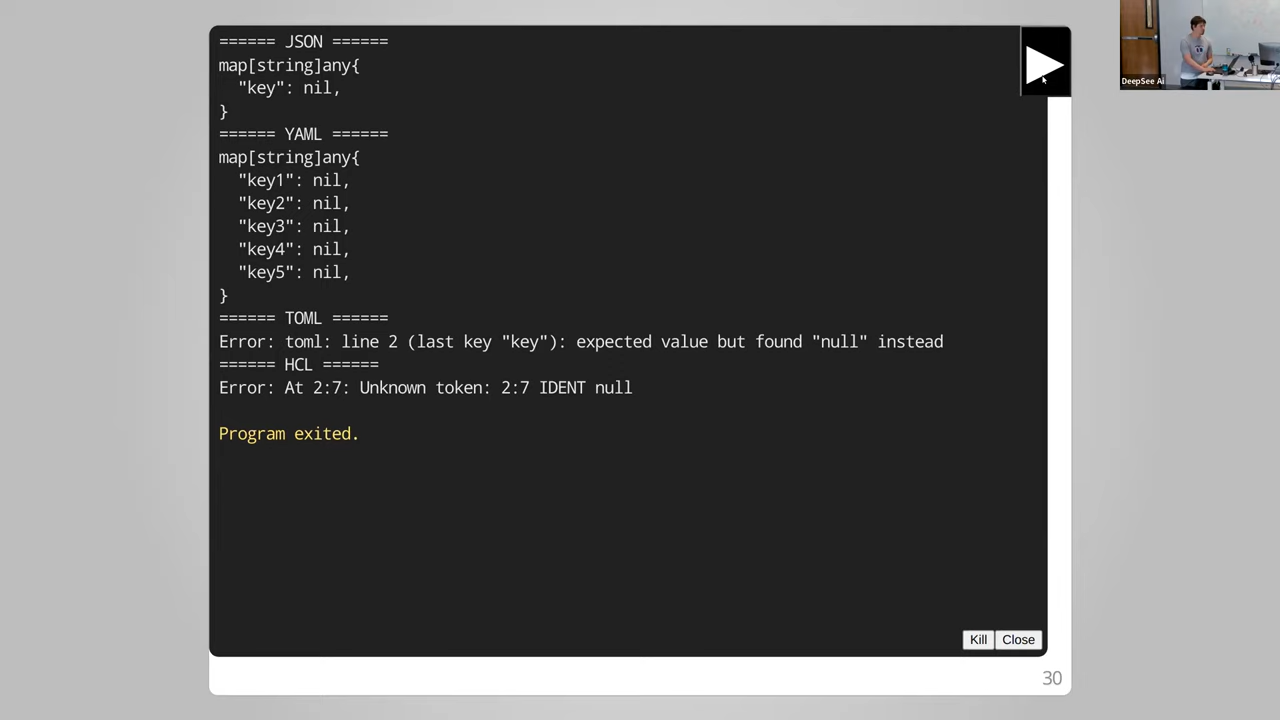 ====== JSON ======
map[string]any{
  "key": nil,
}
====== YAML ======
map[string]any{
  "key1": nil,
  "key2": nil,
  "key3": nil,
  "key4": nil,
  "key5": nil,
}
====== TOML ======
Error: toml: line 2 (last key "key"): expected value but found "null" instead
====== HCL ======
Error: At 2:7: Unknown token: 2:7 IDENT null
Program exited.
Kill Close
30
DeepSee Ai